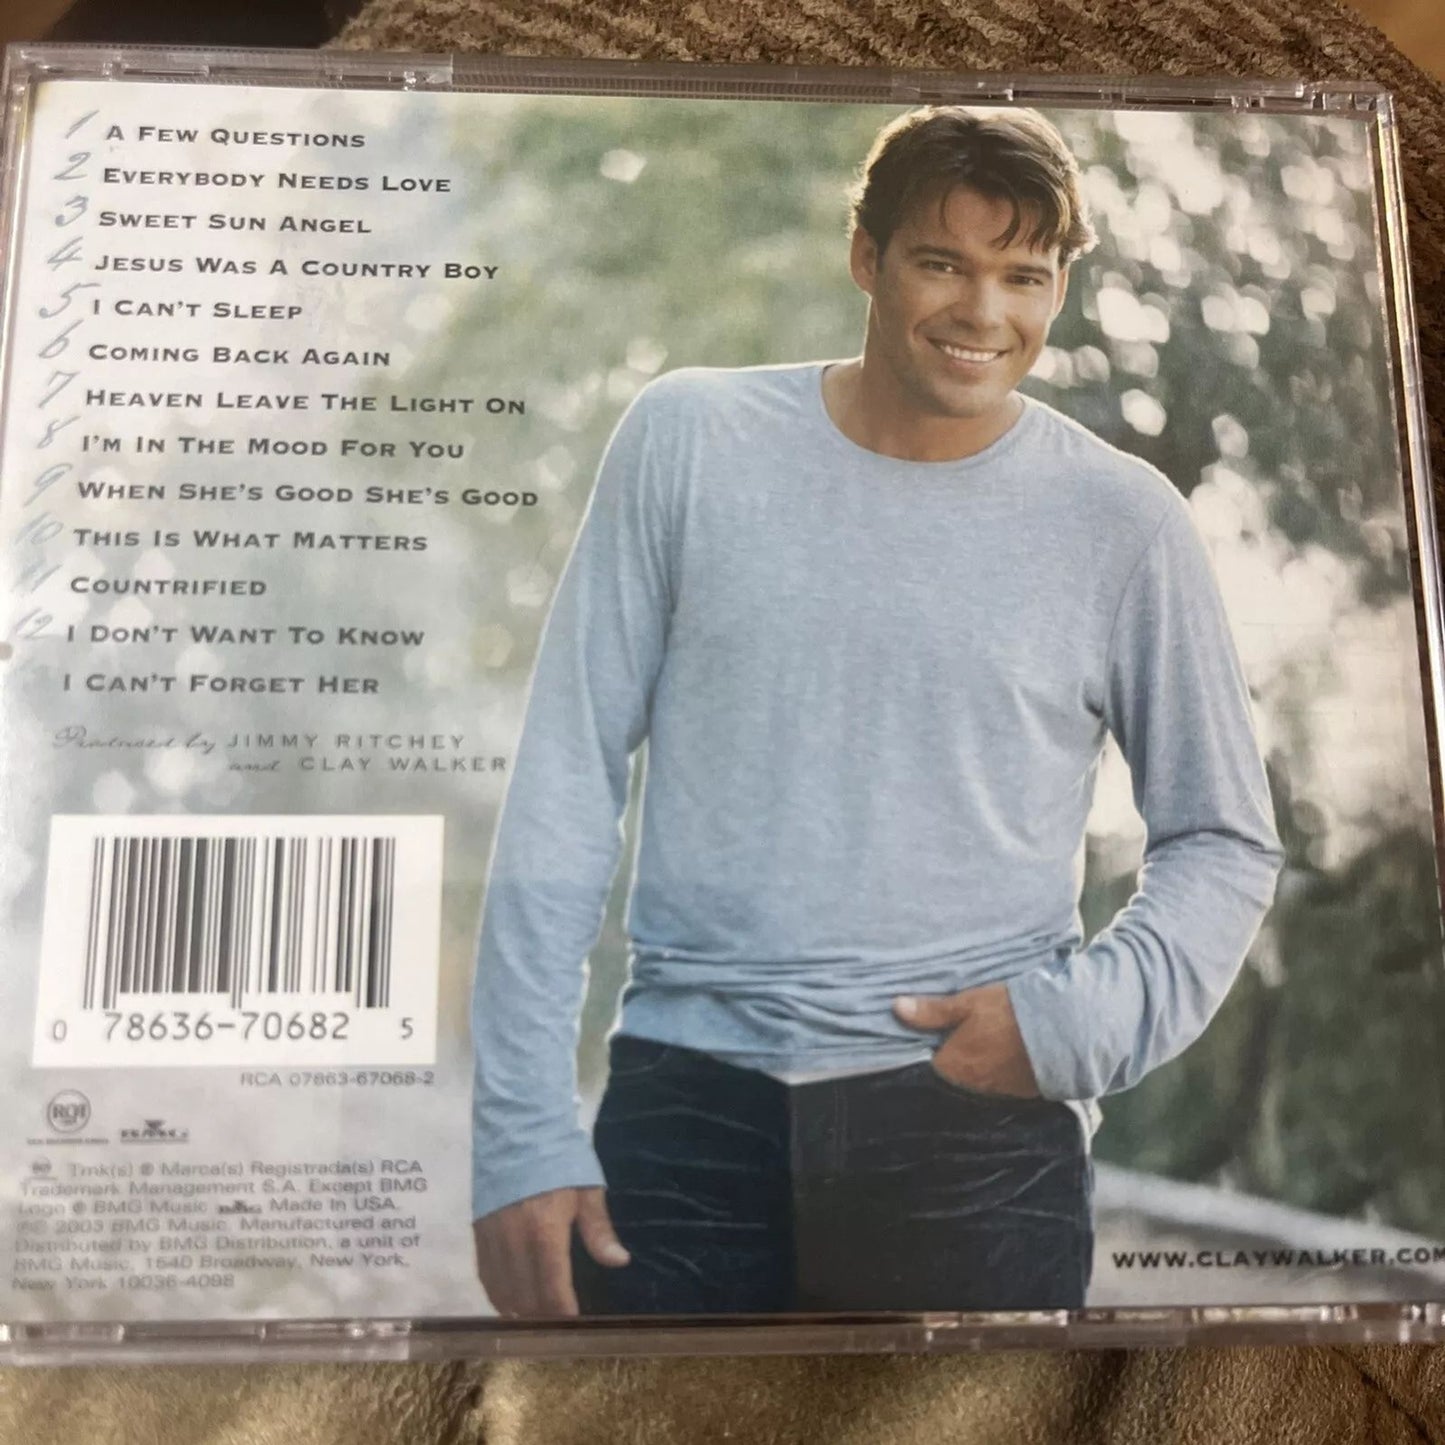 1 A Few Questions
2 Everybody Needs Love
3 Sweet Sun Angel
4 Jesus Was A Country Boy
5 I Can't Sleep
6 Coming Back Again
7 Heaven Leave The Light On
8 I'm In The Mood For You
9 When She's Good She's Good
10 This Is What Matters
11 Countrified
12 I Don't Want To Know
I Can't Forget Her
Produced by JIMMY RITCHEY
and CLAY WALKER
0 78636-70682 5
RCA 07863-67068-2
RCA
BMG
Tmk(s) ® Marca(s) Registrada(s) RCA
Trademark Management S.A. Except BMG
Logo ® BMG Music BMG Made In USA.
℗© 2003 BMG Music. Manufactured and
Distributed by BMG Distribution, a unit of
BMG Music, 1540 Broadway, New York,
New York 10036-4098
WWW.CLAYWALKER.COM